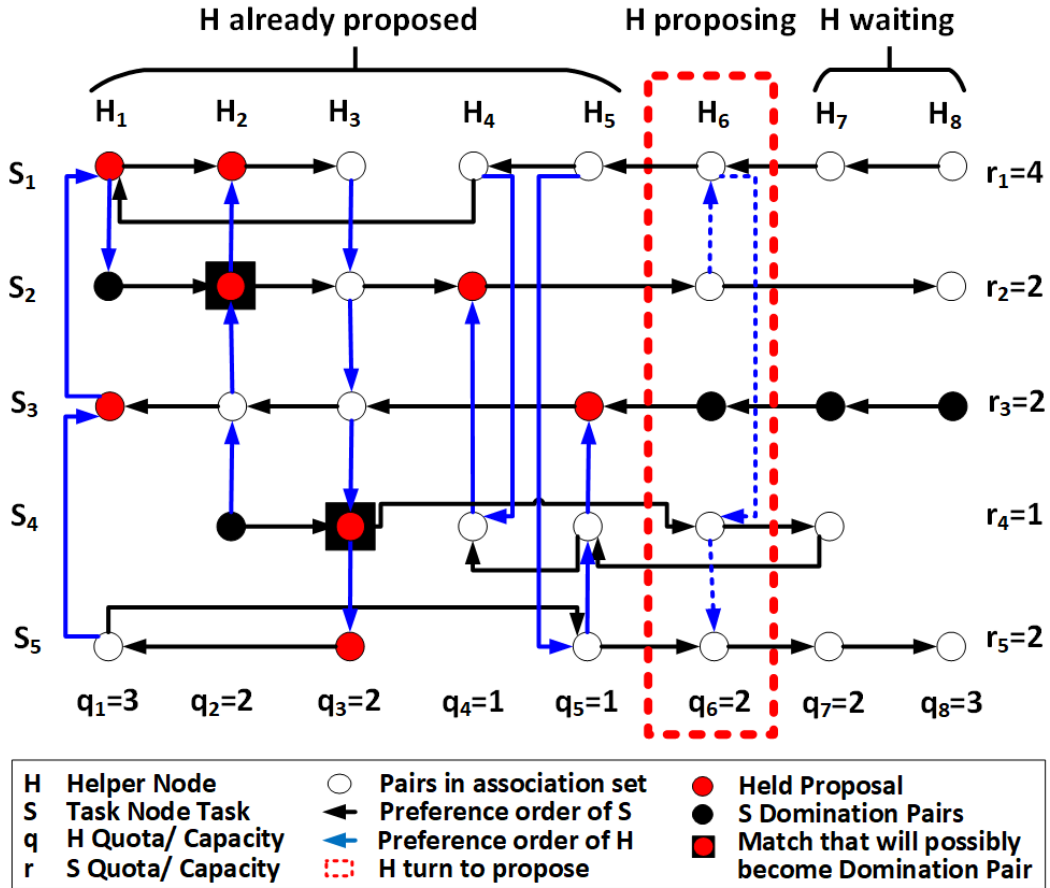 H already proposed H proposing H waiting
H1 H2 H3 H4 H5 H6 H7 H8
S1 r1=4
S2 r2=2
S3 r3=2
S4 r4=1
S5 r5=2
q1=3 q2=2 q3=2 q4=1 q5=1 q6=2 q7=2 q8=3
H Helper Node Pairs in association set Held Proposal
S Task Node Task Preference order of S S Domination Pairs
q H Quota/ Capacity Preference order of H Match that will possibly
r S Quota/ Capacity H turn to propose become Domination Pair